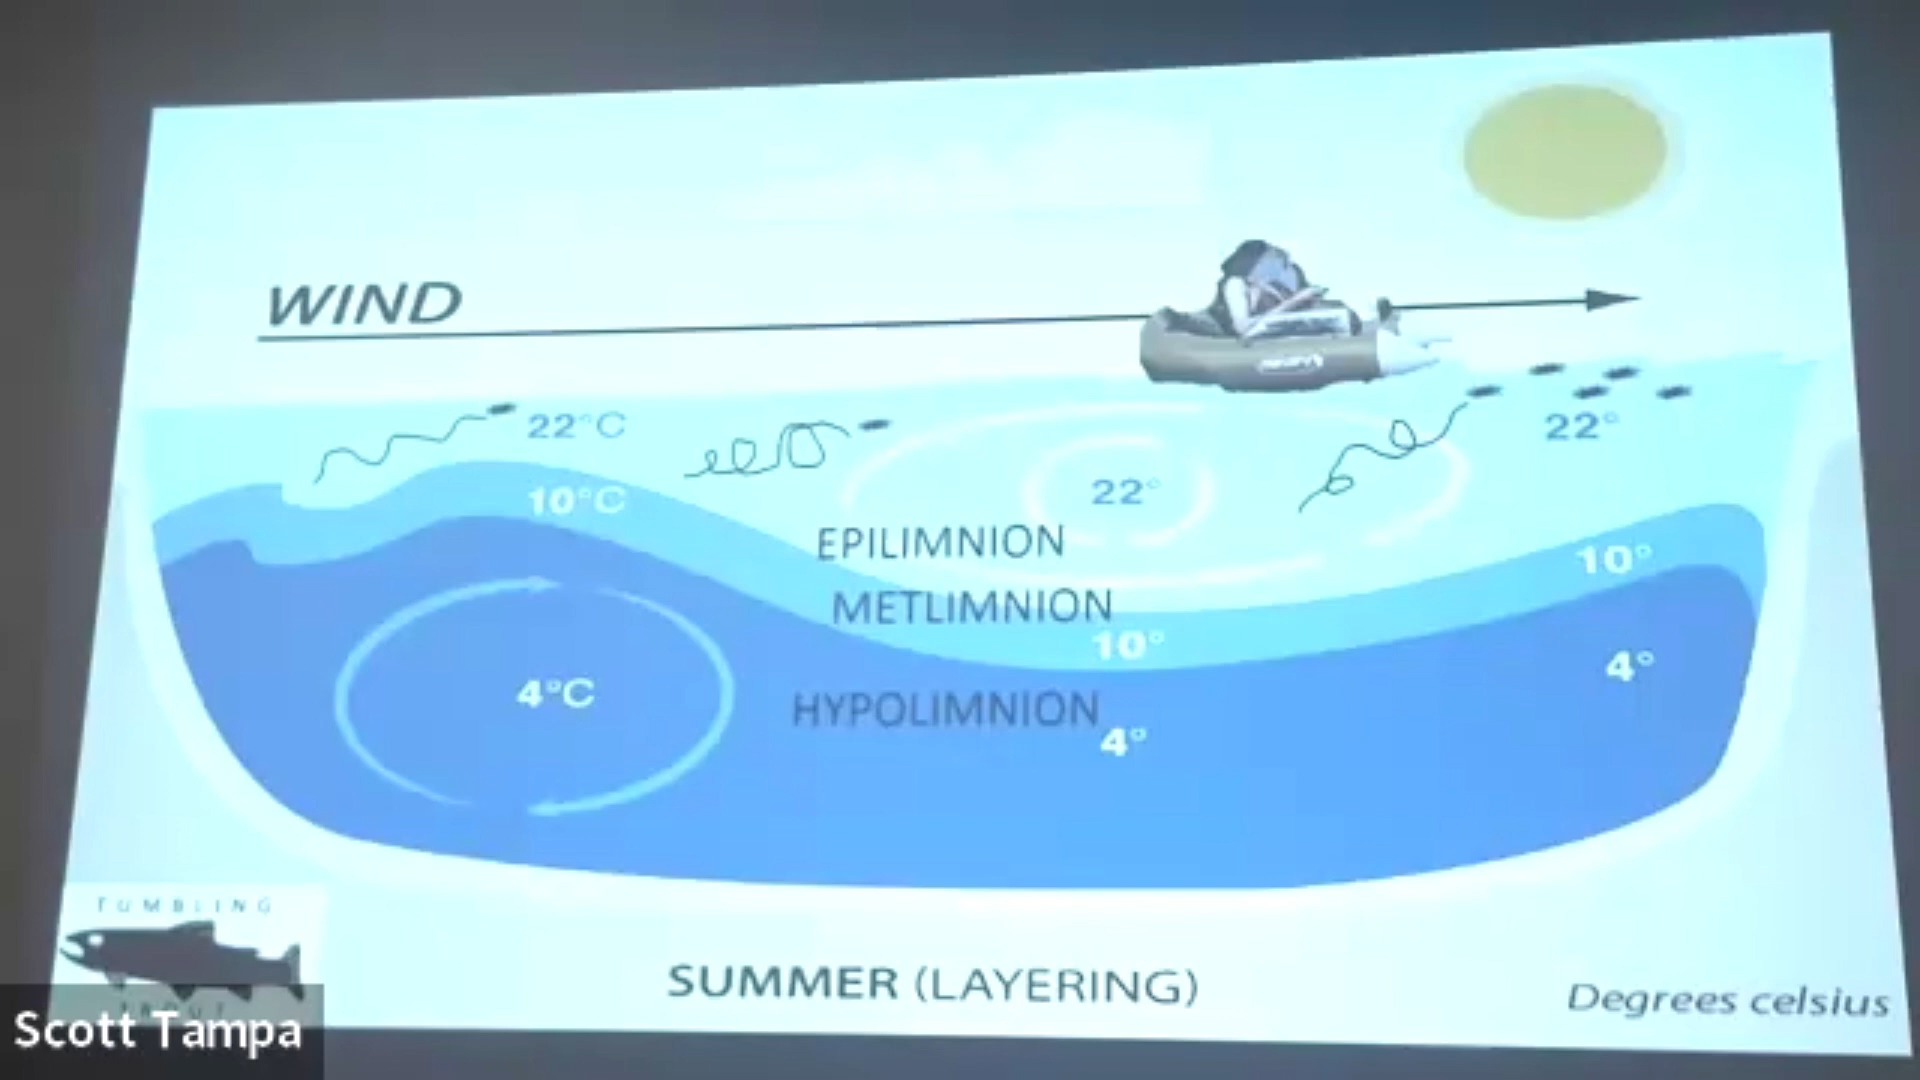 WIND
22°C
22°
22°
10°C
EPILIMNION
10°
METLIMNION
10°
4°C
4°
HYPOLIMNION
4°
TUMBLING
TROUT
SUMMER (LAYERING)
Degrees celsius
Scott Tampa